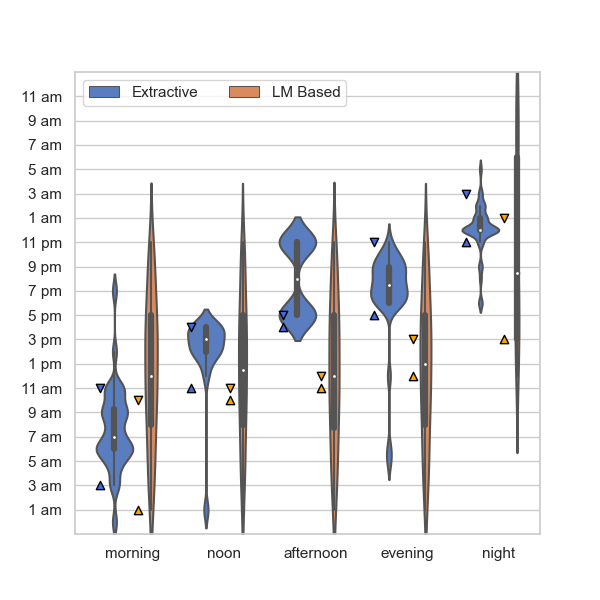 Extractive LM Based
11 am
9 am
7 am
5 am
3 am
1 am
11 pm
9 pm
7 pm
5 pm
3 pm
1 pm
11 am
9 am
7 am
5 am
3 am
1 am
morning noon afternoon evening night